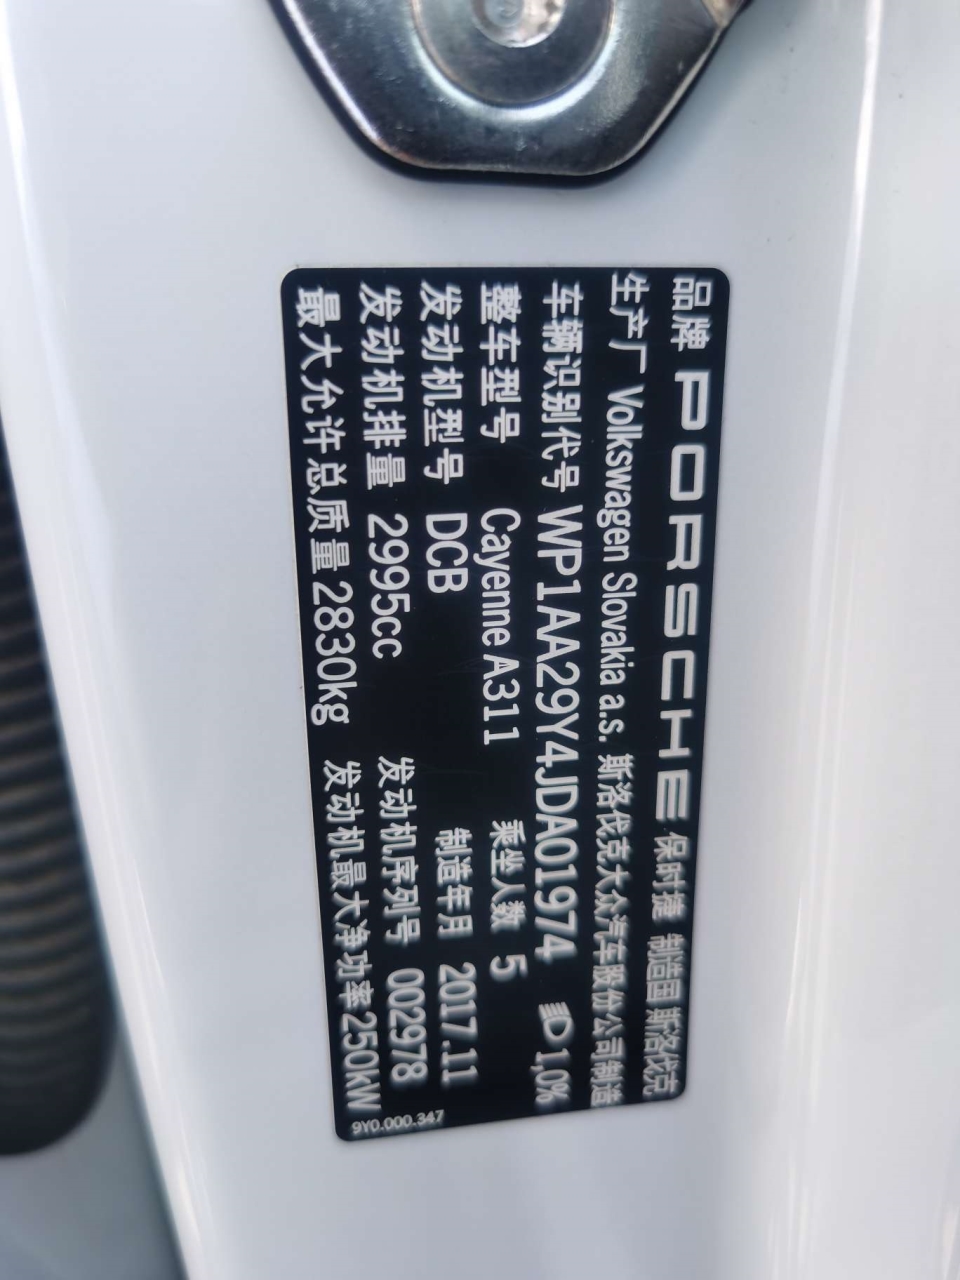 品牌 PORSCHE 保时捷 制造国 斯洛伐克
生产厂 Volkswagen Slovakia a.s. 斯洛伐克大众汽车股份公司制造
车辆识别代号 WP1AA29Y4JDA01974 1,0%
整车型号 Cayenne A311 乘坐人数 5
发动机型号 DCB 制造年月 2017.11
发动机排量 2995cc 发动机序列号 002978
最大允许总质量 2830kg 发动机最大净功率 250kW
9Y0.000.347